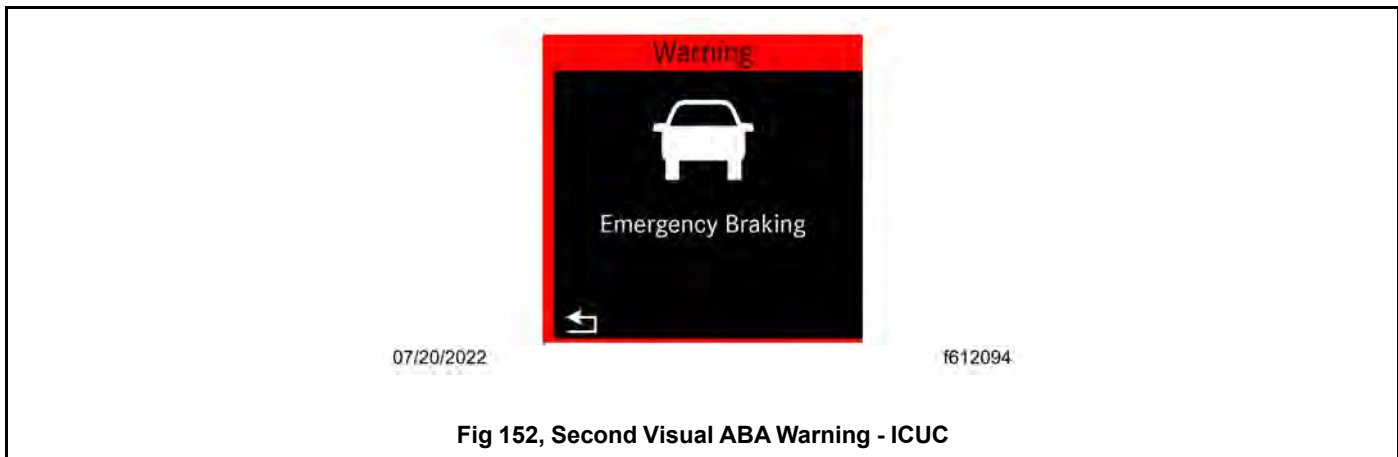 Warning
Emergency Braking
07/20/2022
f612094
Fig 152, Second Visual ABA Warning - ICUC